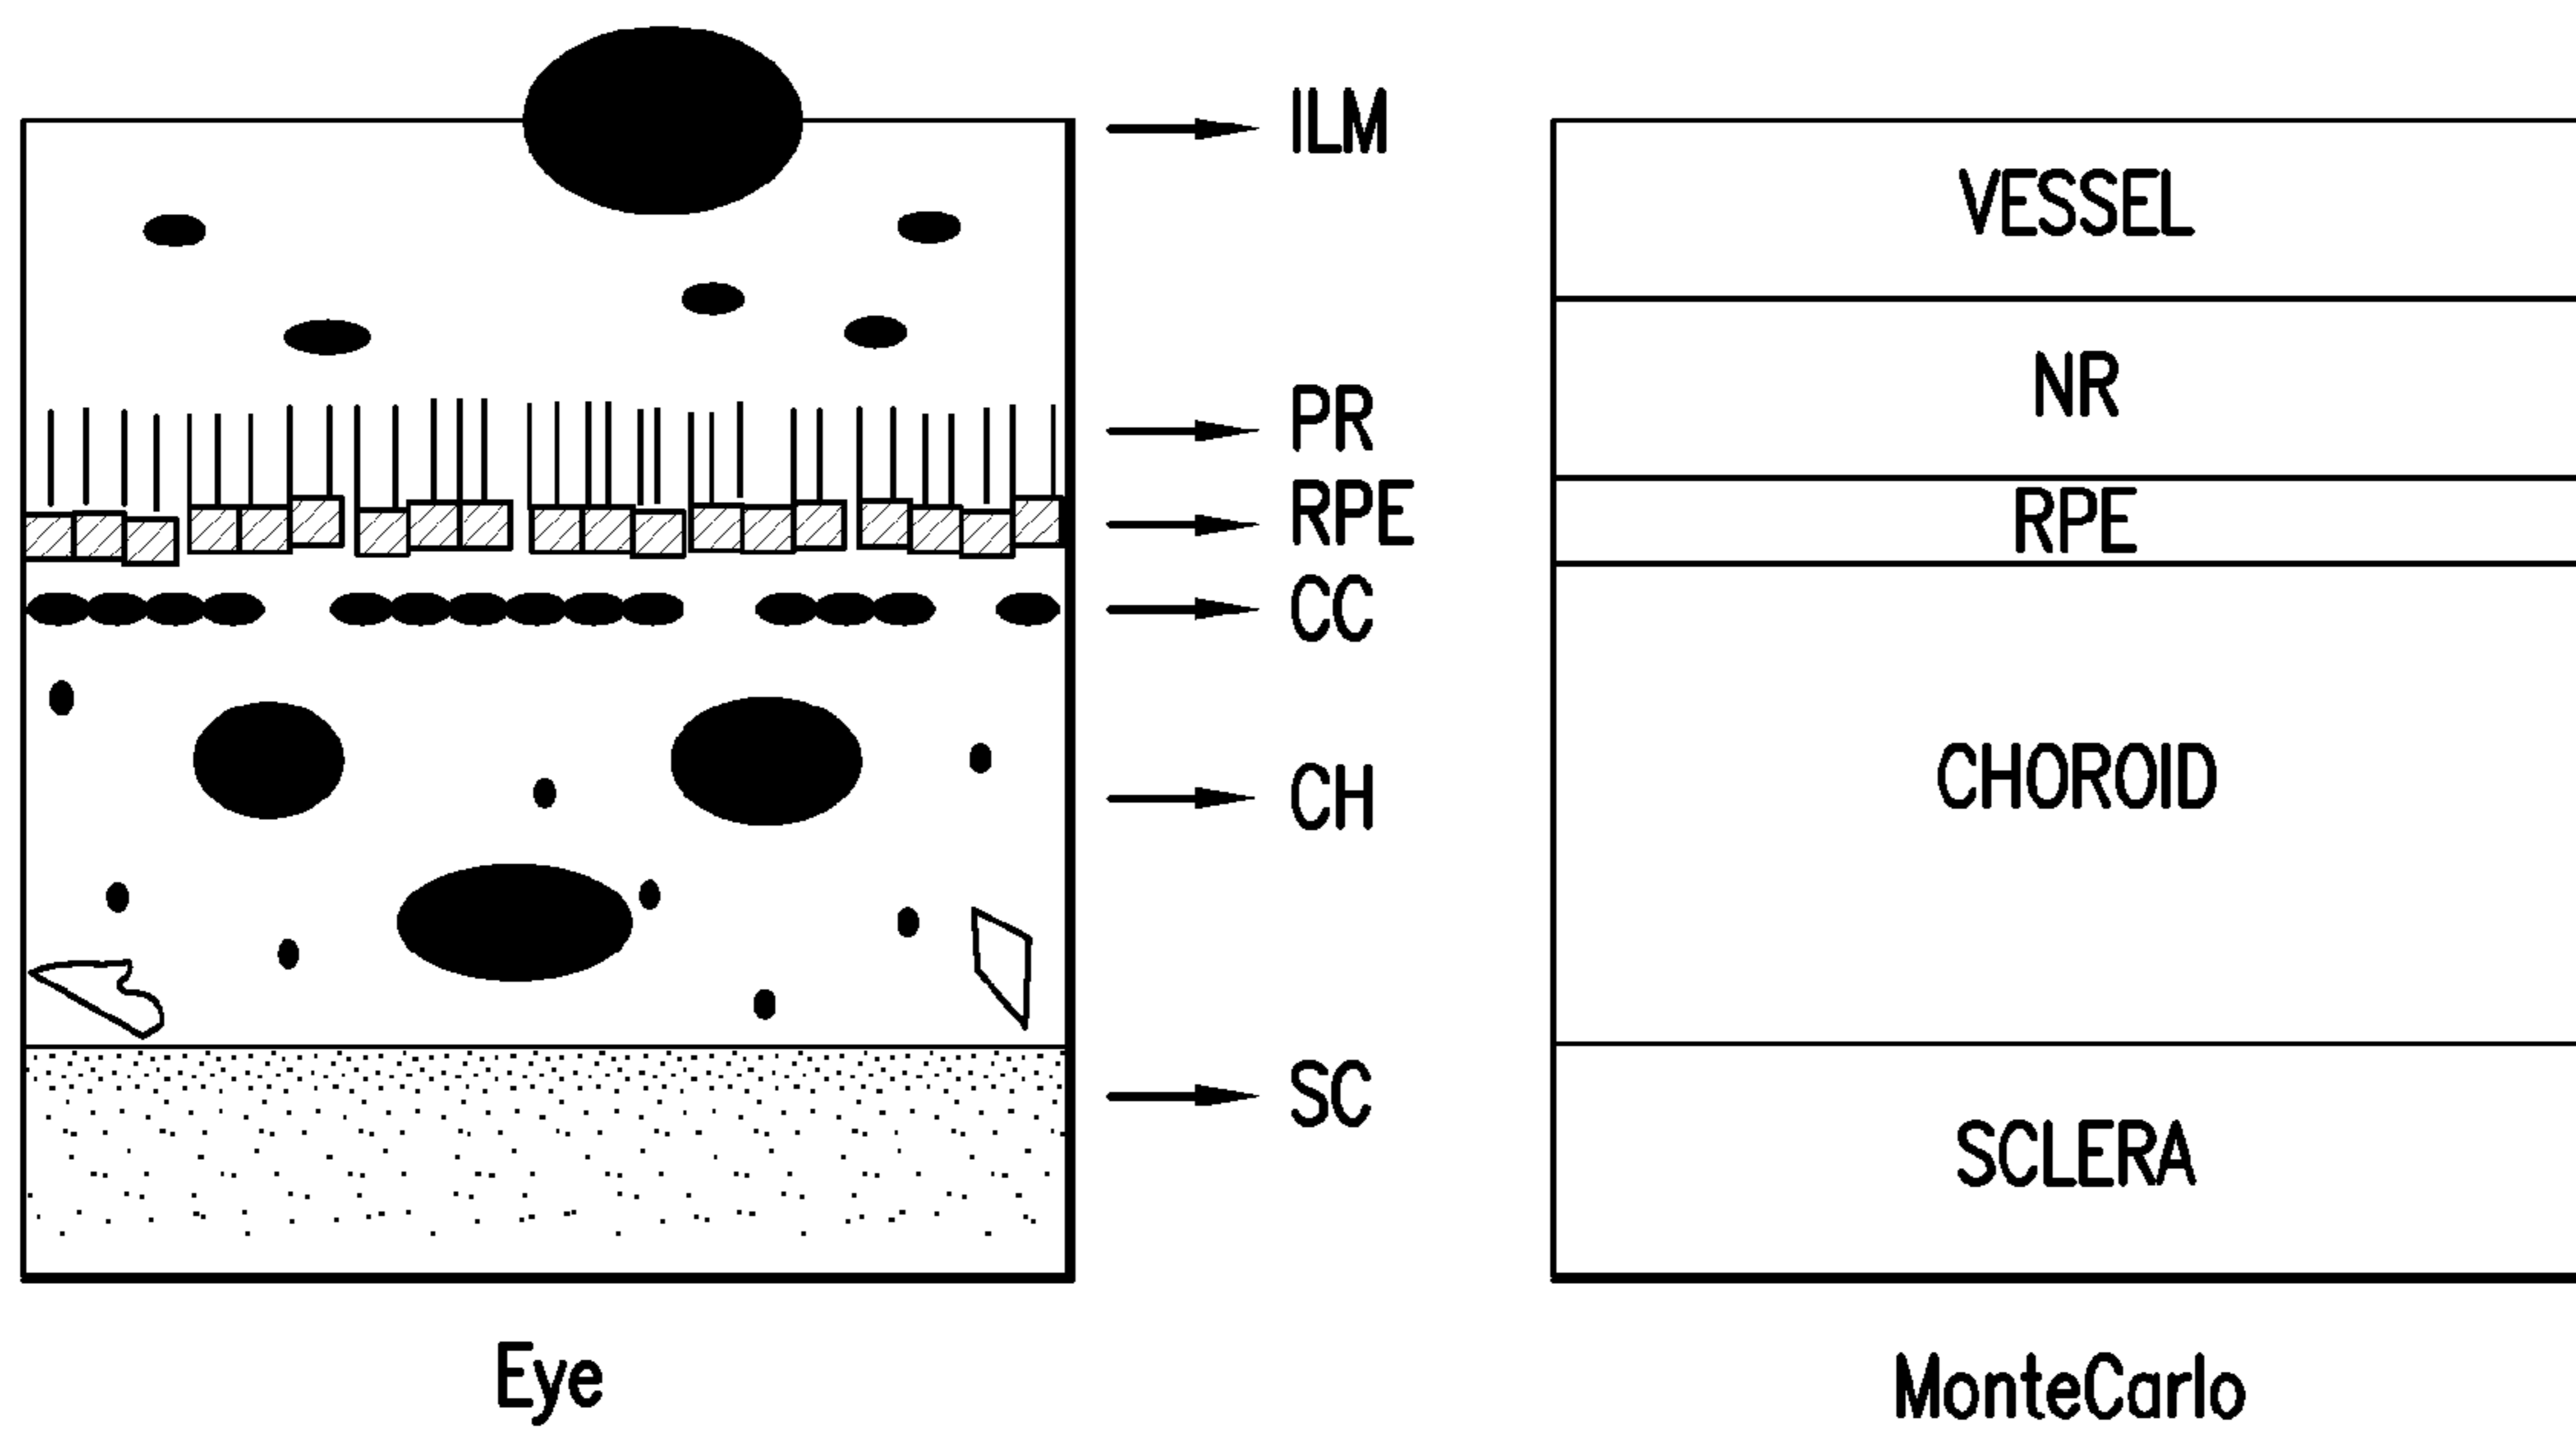 ILM
PR
RPE
CC
CH
SC
Eye
VESSEL
NR
RPE
CHOROID
SCLERA
MonteCarlo